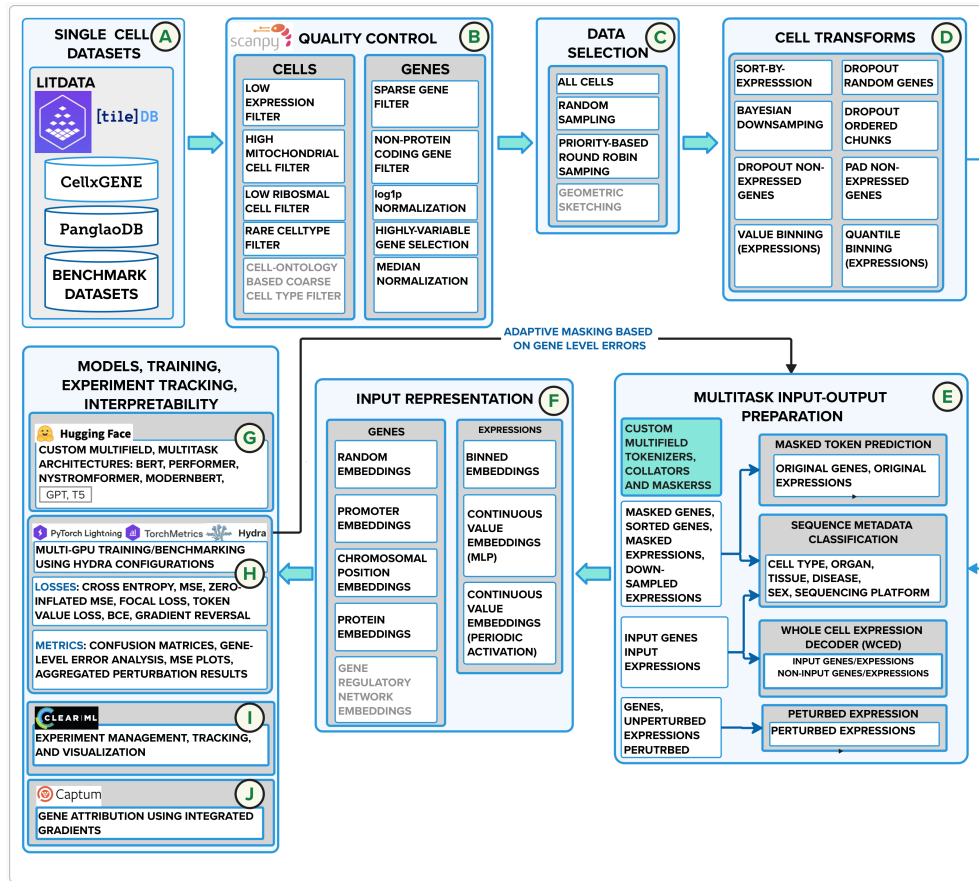 SINGLE CELL
DATASETS
A
LITDATA
[tile]DB
CellxGENE
PanglaoDB
BENCHMARK
DATASETS
scanpy
QUALITY CONTROL
B
CELLS
LOW
EXPRESSION
FILTER
HIGH
MITOCHONDRIAL
CELL FILTER
LOW RIBOSMAL
CELL FILTER
RARE CELLTYPE
FILTER
CELL-ONTOLOGY
BASED COARSE
CELL TYPE FILTER
GENES
SPARSE GENE
FILTER
NON-PROTEIN
CODING GENE
FILTER
log1p
NORMALIZATION
HIGHLY-VARIABLE
GENE SELECTION
MEDIAN
NORMALIZATION
DATA
SELECTION
C
ALL CELLS
RANDOM
SAMPLING
PRIORITY-BASED
ROUND ROBIN
SAMPING
GEOMETRIC
SKETCHING
CELL TRANSFORMS
D
SORT-BY-
EXPRESSSION
DROPOUT
RANDOM GENES
BAYESIAN
DOWNSAMPING
DROPOUT
ORDERED
CHUNKS
DROPOUT NON-
EXPRESSED
GENES
PAD NON-
EXPRESSED
GENES
VALUE BINNING
(EXPRESSIONS)
QUANTILE
BINNING
(EXPRESSIONS)
ADAPTIVE MASKING BASED
ON GENE LEVEL ERRORS
MULTITASK INPUT-OUTPUT
PREPARATION
E
CUSTOM
MULTIFIELD
TOKENIZERS,
COLLATORS
AND MASKERSS
MASKED GENES,
SORTED GENES,
MASKED
EXPRESSIONS,
DOWN-
SAMPLED
EXPRESSIONS
INPUT GENES
INPUT
EXPRESSIONS
GENES,
UNPERTURBED
EXPRESSIONS
PERUTRBED
MASKED TOKEN PREDICTION
ORIGINAL GENES, ORIGINAL
EXPRESSIONS
SEQUENCE METADATA
CLASSIFICATION
CELL TYPE, ORGAN,
TISSUE, DISEASE,
SEX, SEQUENCING PLATFORM
WHOLE CELL EXPRESSION
DECODER (WCED)
INPUT GENES/EXPESSIONS
NON-INPUT GENES/EXPRESSIONS
PETURBED EXPRESSION
PERTURBED EXPRESSIONS
INPUT REPRESENTATION
F
GENES
RANDOM
EMBEDDINGS
PROMOTER
EMBEDDINGS
CHROMOSOMAL
POSITION
EMBEDDINGS
PROTEIN
EMBEDDINGS
GENE
REGULATORY
NETWORK
EMBEDDINGS
EXPRESSIONS
BINNED
EMBEDDINGS
CONTINUOUS
VALUE
EMBEDDINGS
(MLP)
CONTINUOUS
VALUE
EMBEDDINGS
(PERIODIC
ACTIVATION)
MODELS, TRAINING,
EXPERIMENT TRACKING,
INTERPRETABILITY
Hugging Face
G
CUSTOM MULTIFIELD, MULTITASK
ARCHITECTURES: BERT, PERFORMER,
NYSTROMFORMER, MODERNBERT,
GPT, T5
PyTorch Lightning TorchMetrics Hydra
MULTI-GPU TRAINING/BENCHMARKING
USING HYDRA CONFIGURATIONS
H
LOSSES: CROSS ENTROPY, MSE, ZERO-
INFLATED MSE, FOCAL LOSS, TOKEN
VALUE LOSS, BCE, GRADIENT REVERSAL
METRICS: CONFUSION MATRICES, GENE-
LEVEL ERROR ANALYSIS, MSE PLOTS,
AGGREGATED PERTURBATION RESULTS
CLEAR|ML
I
EXPERIMENT MANAGEMENT, TRACKING,
AND VISUALIZATION
Captum
J
GENE ATTRIBUTION USING INTEGRATED
GRADIENTS